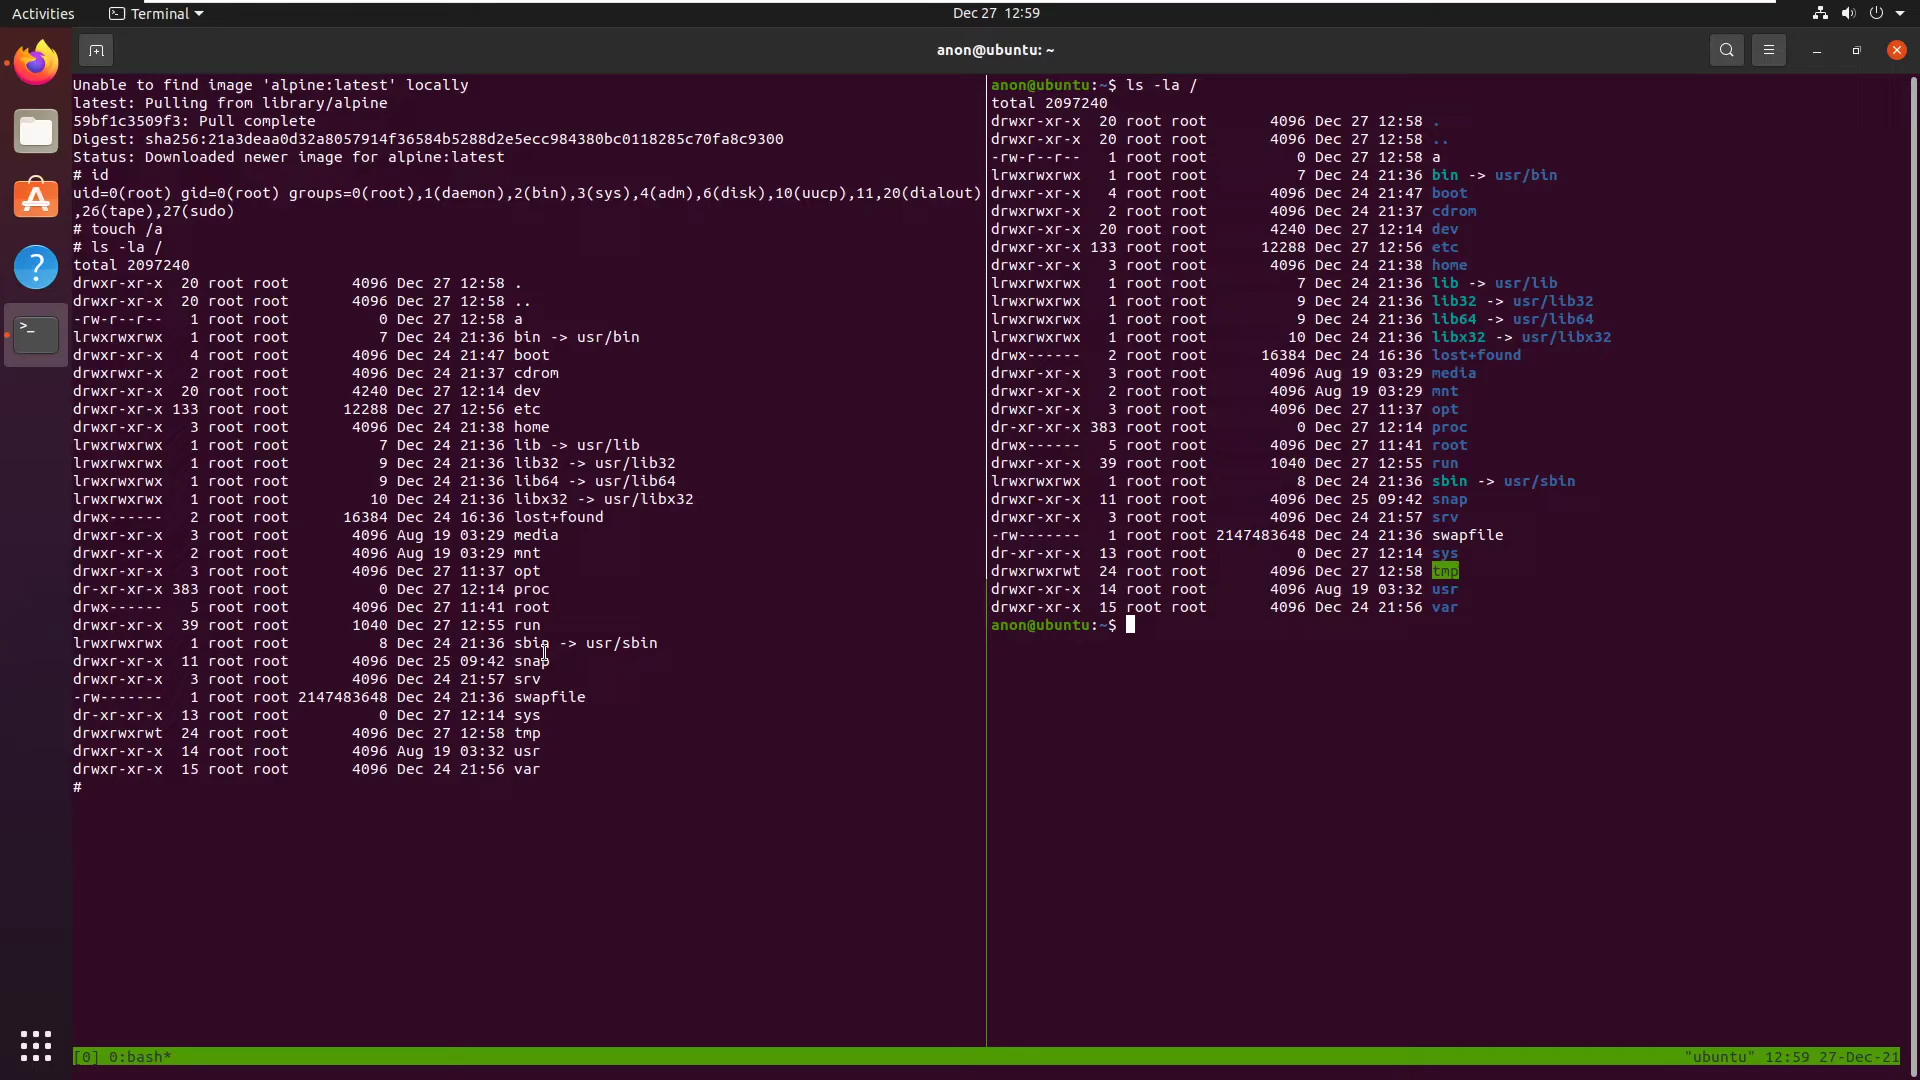 Activities
Terminal
Dec 27 12:59
anon@ubuntu: ~
Unable to find image 'alpine:latest' locally
latest: Pulling from library/alpine
59bf1c3509f3: Pull complete
Digest: sha256:21a3deaa0d32a8057914f36584b5288d2e5ecc984380bc0118285c70fa8c9300
Status: Downloaded newer image for alpine:latest
# id
uid=0(root) gid=0(root) groups=0(root),1(daemon),2(bin),3(sys),4(adm),6(disk),10(uucp),11,20(dialout)
,26(tape),27(sudo)
# touch /a
# ls -la /
total 2097240
drwxr-xr-x  20 root root       4096 Dec 27 12:58 .
drwxr-xr-x  20 root root       4096 Dec 27 12:58 ..
-rw-r--r--   1 root root          0 Dec 27 12:58 a
lrwxrwxrwx   1 root root          7 Dec 24 21:36 bin -> usr/bin
drwxr-xr-x   4 root root       4096 Dec 24 21:47 boot
drwxrwxr-x   2 root root       4096 Dec 24 21:37 cdrom
drwxr-xr-x  20 root root       4240 Dec 27 12:14 dev
drwxr-xr-x 133 root root      12288 Dec 27 12:56 etc
drwxr-xr-x   3 root root       4096 Dec 24 21:38 home
lrwxrwxrwx   1 root root          7 Dec 24 21:36 lib -> usr/lib
lrwxrwxrwx   1 root root          9 Dec 24 21:36 lib32 -> usr/lib32
lrwxrwxrwx   1 root root          9 Dec 24 21:36 lib64 -> usr/lib64
lrwxrwxrwx   1 root root         10 Dec 24 21:36 libx32 -> usr/libx32
drwx------   2 root root      16384 Dec 24 16:36 lost+found
drwxr-xr-x   3 root root       4096 Aug 19 03:29 media
drwxr-xr-x   2 root root       4096 Aug 19 03:29 mnt
drwxr-xr-x   3 root root       4096 Dec 27 11:37 opt
dr-xr-xr-x 383 root root          0 Dec 27 12:14 proc
drwx------   5 root root       4096 Dec 27 11:41 root
drwxr-xr-x  39 root root       1040 Dec 27 12:55 run
lrwxrwxrwx   1 root root          8 Dec 24 21:36 sbin -> usr/sbin
drwxr-xr-x  11 root root       4096 Dec 25 09:42 snap
drwxr-xr-x   3 root root       4096 Dec 24 21:57 srv
-rw-------   1 root root 2147483648 Dec 24 21:36 swapfile
dr-xr-xr-x  13 root root          0 Dec 27 12:14 sys
drwxrwxrwt  24 root root       4096 Dec 27 12:58 tmp
drwxr-xr-x  14 root root       4096 Aug 19 03:32 usr
drwxr-xr-x  15 root root       4096 Dec 24 21:56 var
#
anon@ubuntu:~$ ls -la /
total 2097240
drwxr-xr-x  20 root root       4096 Dec 27 12:58 .
drwxr-xr-x  20 root root       4096 Dec 27 12:58 ..
-rw-r--r--   1 root root          0 Dec 27 12:58 a
lrwxrwxrwx   1 root root          7 Dec 24 21:36 bin -> usr/bin
drwxr-xr-x   4 root root       4096 Dec 24 21:47 boot
drwxrwxr-x   2 root root       4096 Dec 24 21:37 cdrom
drwxr-xr-x  20 root root       4240 Dec 27 12:14 dev
drwxr-xr-x 133 root root      12288 Dec 27 12:56 etc
drwxr-xr-x   3 root root       4096 Dec 24 21:38 home
lrwxrwxrwx   1 root root          7 Dec 24 21:36 lib -> usr/lib
lrwxrwxrwx   1 root root          9 Dec 24 21:36 lib32 -> usr/lib32
lrwxrwxrwx   1 root root          9 Dec 24 21:36 lib64 -> usr/lib64
lrwxrwxrwx   1 root root         10 Dec 24 21:36 libx32 -> usr/libx32
drwx------   2 root root      16384 Dec 24 16:36 lost+found
drwxr-xr-x   3 root root       4096 Aug 19 03:29 media
drwxr-xr-x   2 root root       4096 Aug 19 03:29 mnt
drwxr-xr-x   3 root root       4096 Dec 27 11:37 opt
dr-xr-xr-x 383 root root          0 Dec 27 12:14 proc
drwx------   5 root root       4096 Dec 27 11:41 root
drwxr-xr-x  39 root root       1040 Dec 27 12:55 run
lrwxrwxrwx   1 root root          8 Dec 24 21:36 sbin -> usr/sbin
drwxr-xr-x  11 root root       4096 Dec 25 09:42 snap
drwxr-xr-x   3 root root       4096 Dec 24 21:57 srv
-rw-------   1 root root 2147483648 Dec 24 21:36 swapfile
dr-xr-xr-x  13 root root          0 Dec 27 12:14 sys
drwxrwxrwt  24 root root       4096 Dec 27 12:58 tmp
drwxr-xr-x  14 root root       4096 Aug 19 03:32 usr
drwxr-xr-x  15 root root       4096 Dec 24 21:56 var
anon@ubuntu:~$
[0] 0:bash*
"ubuntu" 12:59 27-Dec-21